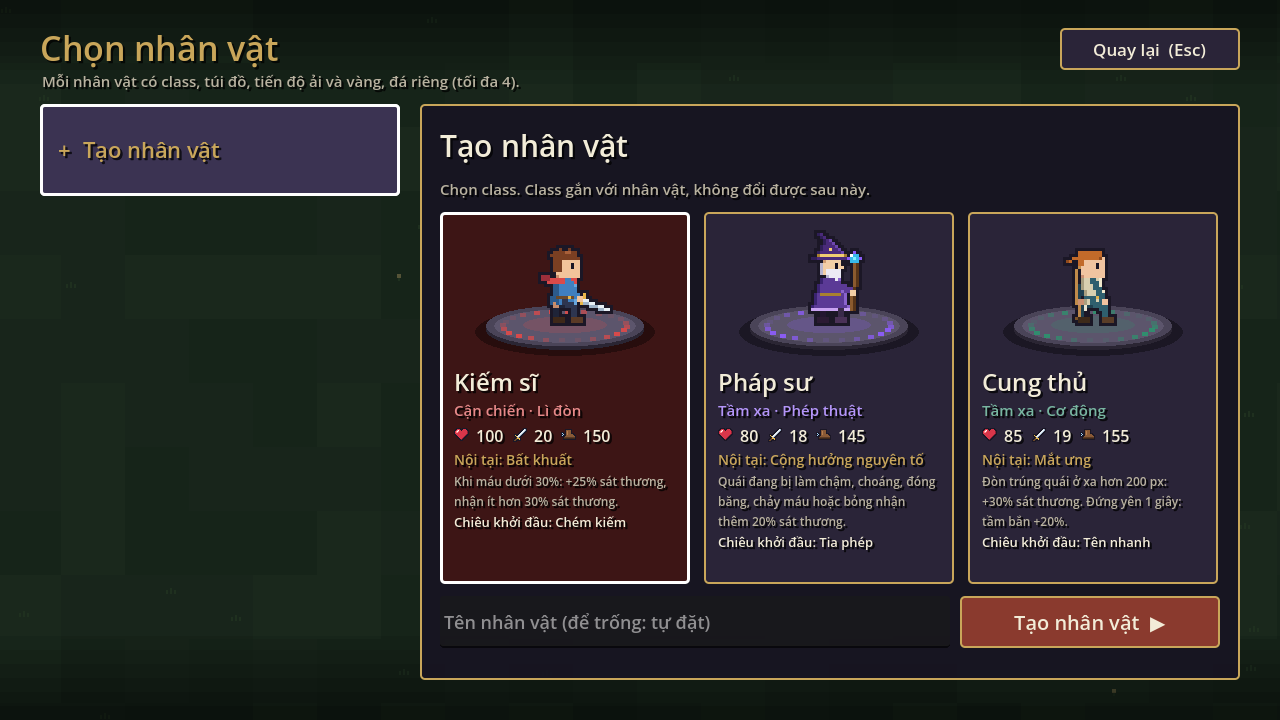 Chọn nhân vật
Quay lại (Esc)
Mỗi nhân vật có class, túi đồ, tiến độ ải và vàng, đá riêng (tối đa 4).
+ Tạo nhân vật
Tạo nhân vật
Chọn class. Class gắn với nhân vật, không đổi được sau này.
Kiếm sĩ
Cận chiến · Lì đòn
100 20 150
Nội tại: Bất khuất
Khi máu dưới 30%: +25% sát thương,
nhận ít hơn 30% sát thương.
Chiêu khởi đầu: Chém kiếm
Pháp sư
Tầm xa · Phép thuật
80 18 145
Nội tại: Cộng hưởng nguyên tố
Quái đang bị làm chậm, choáng, đóng
băng, chảy máu hoặc bỏng nhận
thêm 20% sát thương.
Chiêu khởi đầu: Tia phép
Cung thủ
Tầm xa · Cơ động
85 19 155
Nội tại: Mắt ưng
Đòn trúng quái ở xa hơn 200 px:
+30% sát thương. Đứng yên 1 giây:
tầm bắn +20%.
Chiêu khởi đầu: Tên nhanh
Tên nhân vật (để trống: tự đặt)
Tạo nhân vật ▶